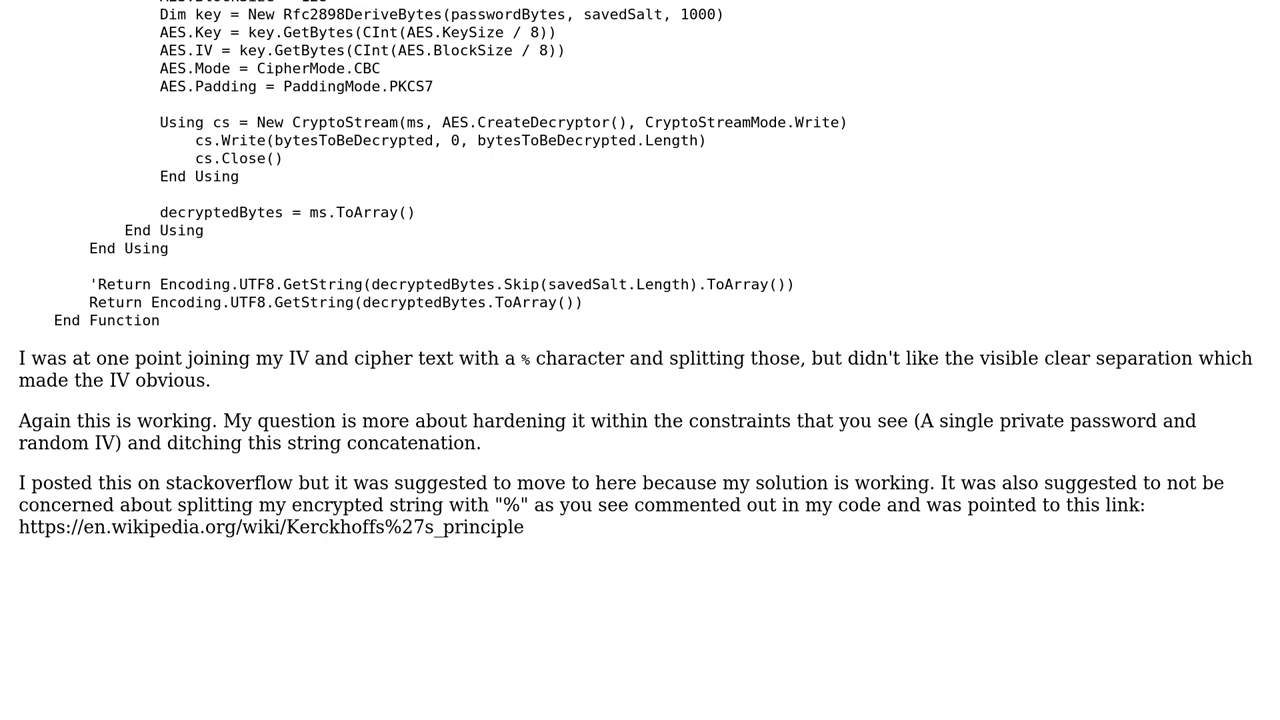 Dim key = New Rfc2898DeriveBytes(passwordBytes, savedSalt, 1000)
AES.Key = key.GetBytes(CInt(AES.KeySize / 8))
AES.IV = key.GetBytes(CInt(AES.BlockSize / 8))
AES.Mode = CipherMode.CBC
AES.Padding = PaddingMode.PKCS7
Using cs = New CryptoStream(ms, AES.CreateDecryptor(), CryptoStreamMode.Write)
cs.Write(bytesToBeDecrypted, 0, bytesToBeDecrypted.Length)
cs.Close()
End Using
decryptedBytes = ms.ToArray()
End Using
End Using
'Return Encoding.UTF8.GetString(decryptedBytes.Skip(savedSalt.Length).ToArray())
Return Encoding.UTF8.GetString(decryptedBytes.ToArray())
End Function
I was at one point joining my IV and cipher text with a % character and splitting those, but didn't like the visible clear separation which
made the IV obvious.
Again this is working. My question is more about hardening it within the constraints that you see (A single private password and
random IV) and ditching this string concatenation.
I posted this on stackoverflow but it was suggested to move to here because my solution is working. It was also suggested to not be
concerned about splitting my encrypted string with "%" as you see commented out in my code and was pointed to this link:
https://en.wikipedia.org/wiki/Kerckhoffs%27s_principle